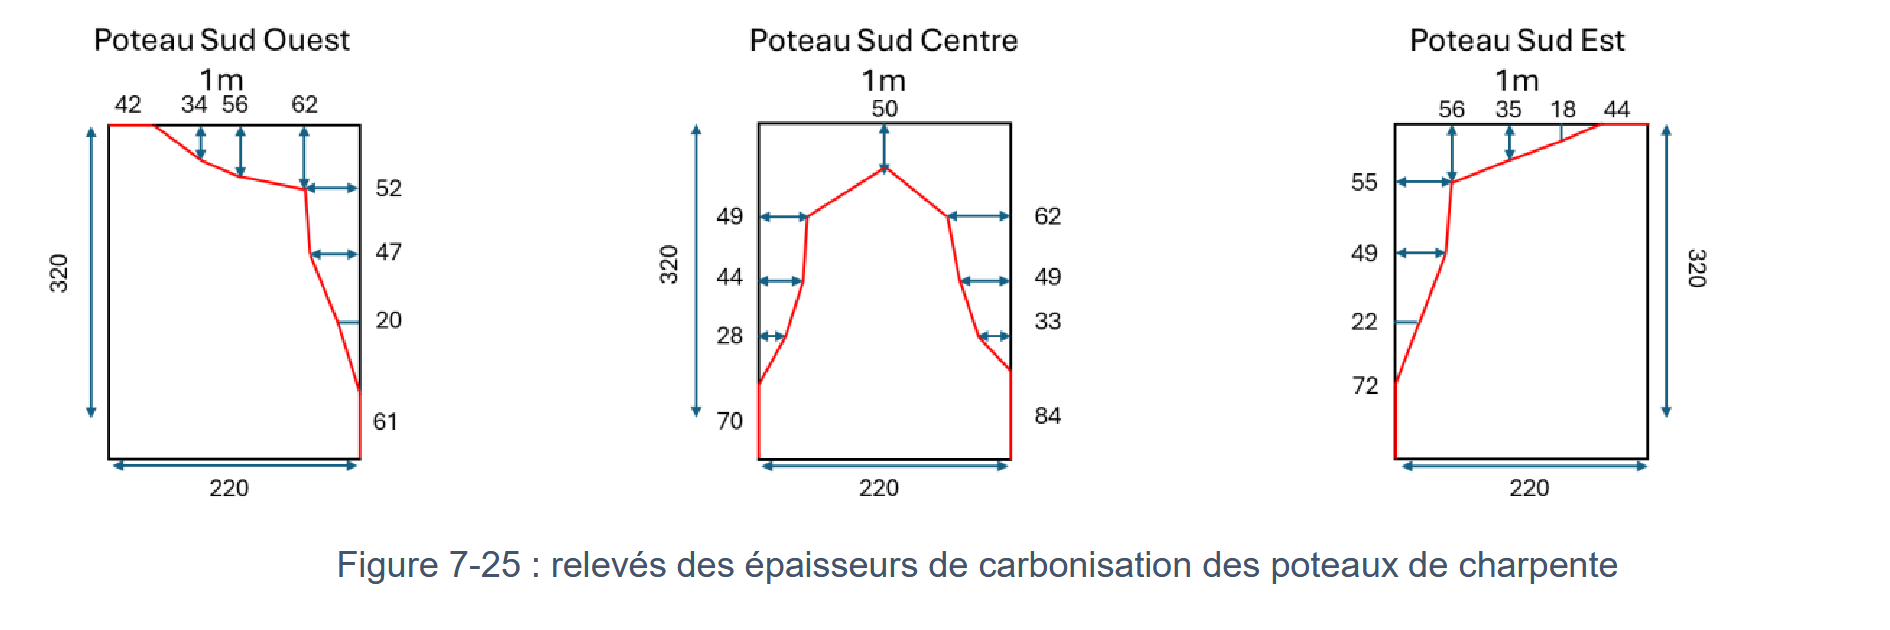 Poteau Sud Ouest
1m
42 34 56 62
52
47
20
61
320
220
Poteau Sud Centre
1m
50
49
44
28
70
62
49
33
84
320
220
Poteau Sud Est
1m
56 35 18 44
55
49
22
72
320
220
Figure 7-25 : relevés des épaisseurs de carbonisation des poteaux de charpente